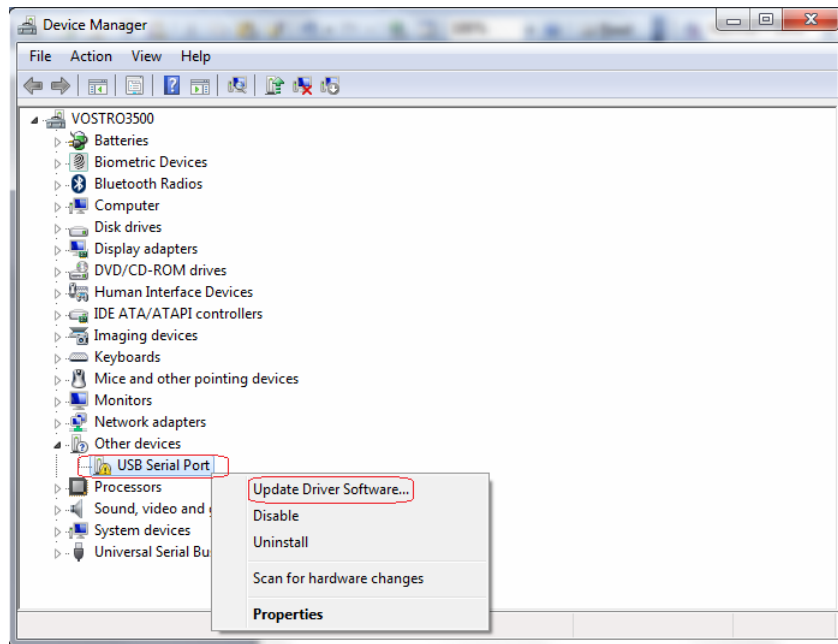 Device Manager
File Action View Help
VOSTRO3500
Batteries
Biometric Devices
Bluetooth Radios
Computer
Disk drives
Display adapters
DVD/CD-ROM drives
Human Interface Devices
IDE ATA/ATAPI controllers
Imaging devices
Keyboards
Mice and other pointing devices
Monitors
Network adapters
Other devices
USB Serial Port
Processors
Sound, video and
System devices
Universal Serial Bu
Update Driver Software...
Disable
Uninstall
Scan for hardware changes
Properties